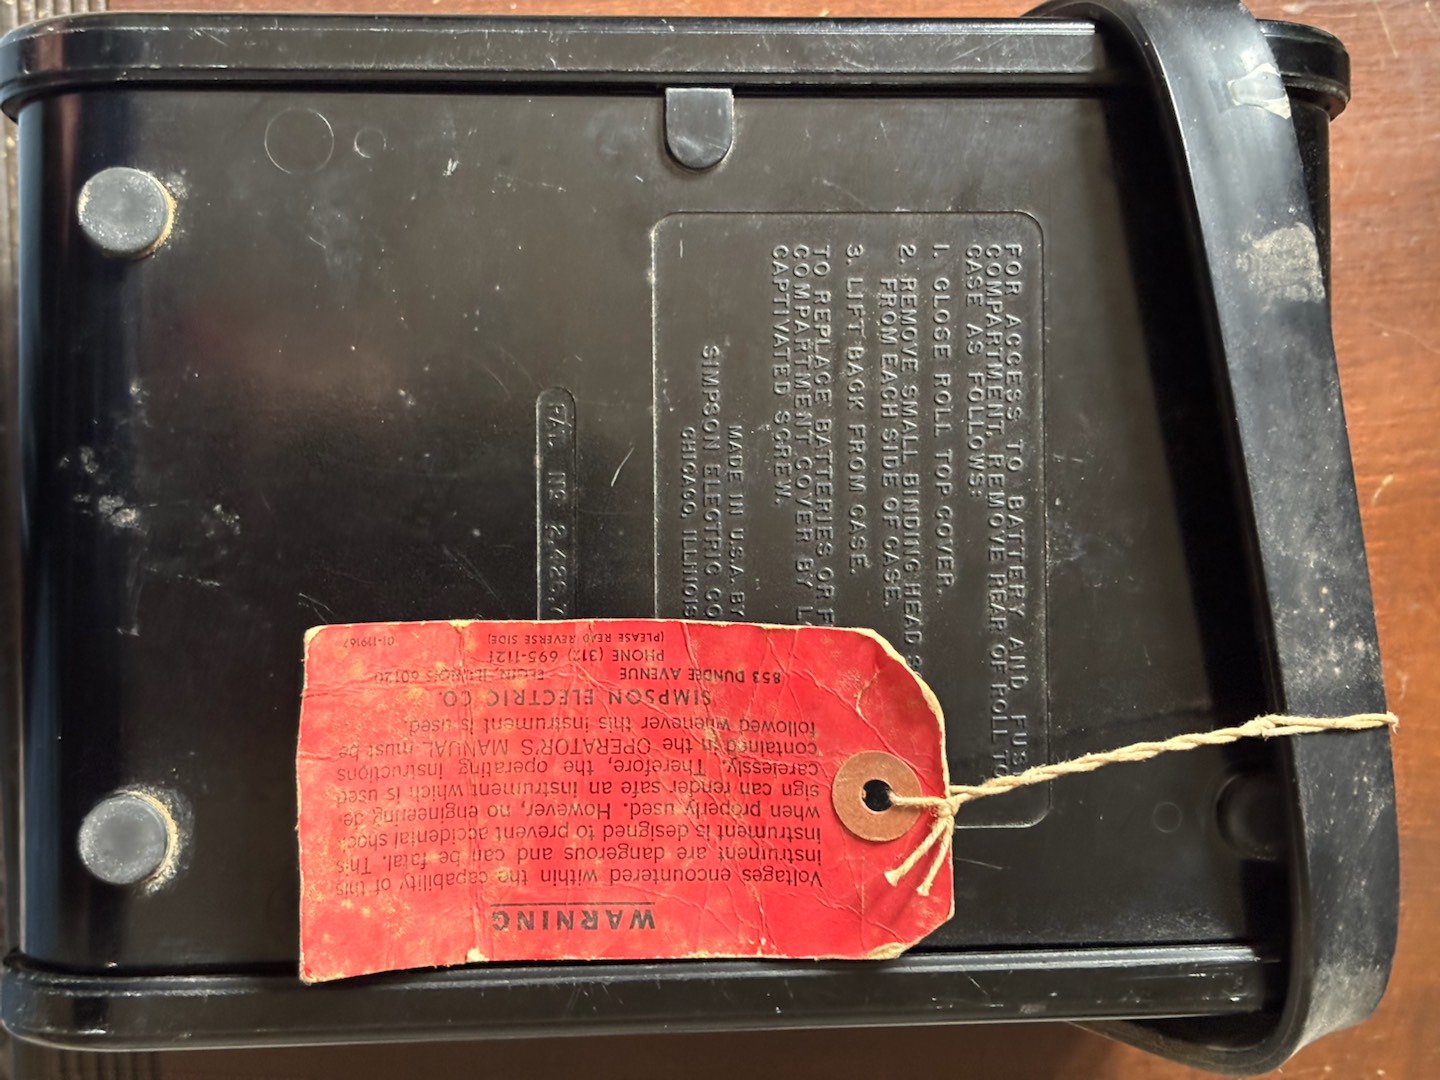 FOR ACCESS TO BATTERY AND
COMPARTMENT, REMOVE REAR OF ROLL
CASE AS FOLLOWS:
1. CLOSE ROLL TOP COVER.
2. REMOVE SMALL BINDING HEAD
FROM EACH SIDE OF CASE.
3. LIFT BACK FROM CASE.
TO REPLACE BATTERIES OR
COMPARTMENT COVER BY
CAPTIVATED SCREW.
MADE IN U.S.A. BY
SIMPSON ELECTRIC CO
CHICAGO, ILLINOIS
WARNING
Voltages encountered within the capability of this
instrument are dangerous and can be fatal. This
instrument is designed to prevent accidental shock
when properly used. However, no engineering de-
sign can render safe an instrument which is used
carelessly. Therefore, the operating instructions
contained in the OPERATOR'S MANUAL must be
followed whenever this instrument is used.
SIMPSON ELECTRIC CO.
853 DUNDEE AVENUE ELGIN, ILLINOIS 60120
PHONE (312) 695-1121
(PLEASE READ REVERSE SIDE)